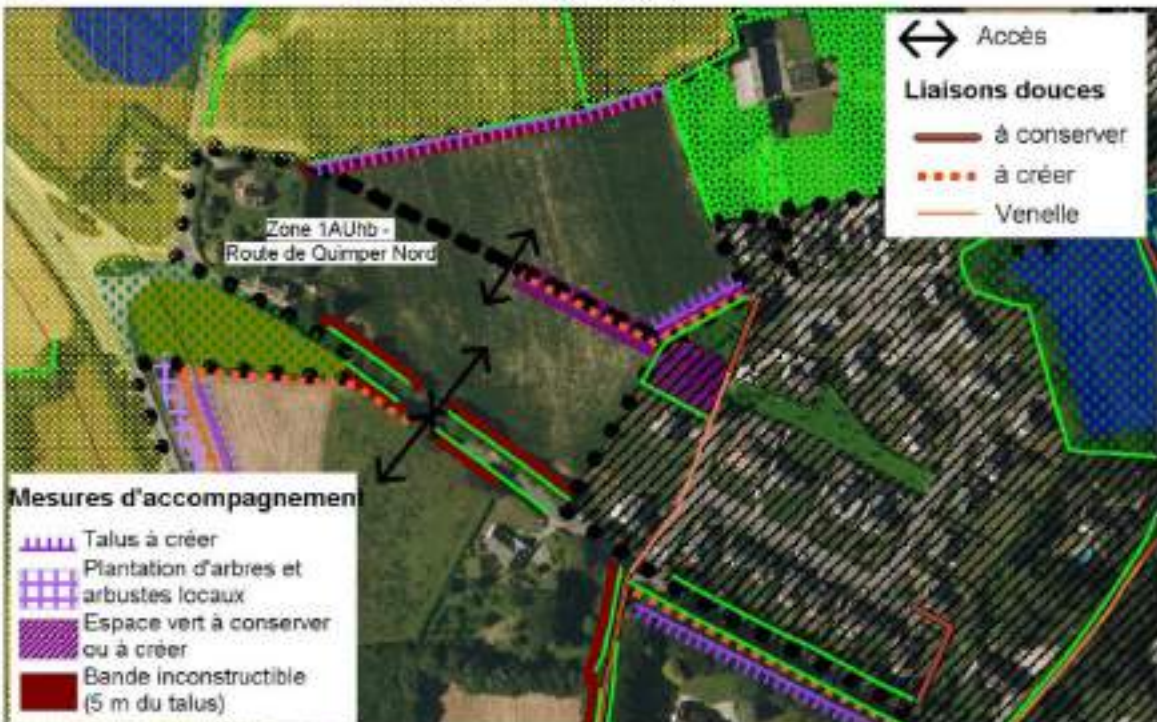 Accès
Liaisons douces
à conserver
à créer
Venelle
Zone 1AUhb -
Route de Quimper Nord
Mesures d'accompagnement
Talus à créer
Plantation d'arbres et
arbustes locaux
Espace vert à conserver
ou à créer
Bande inconstructible
(5 m du talus)